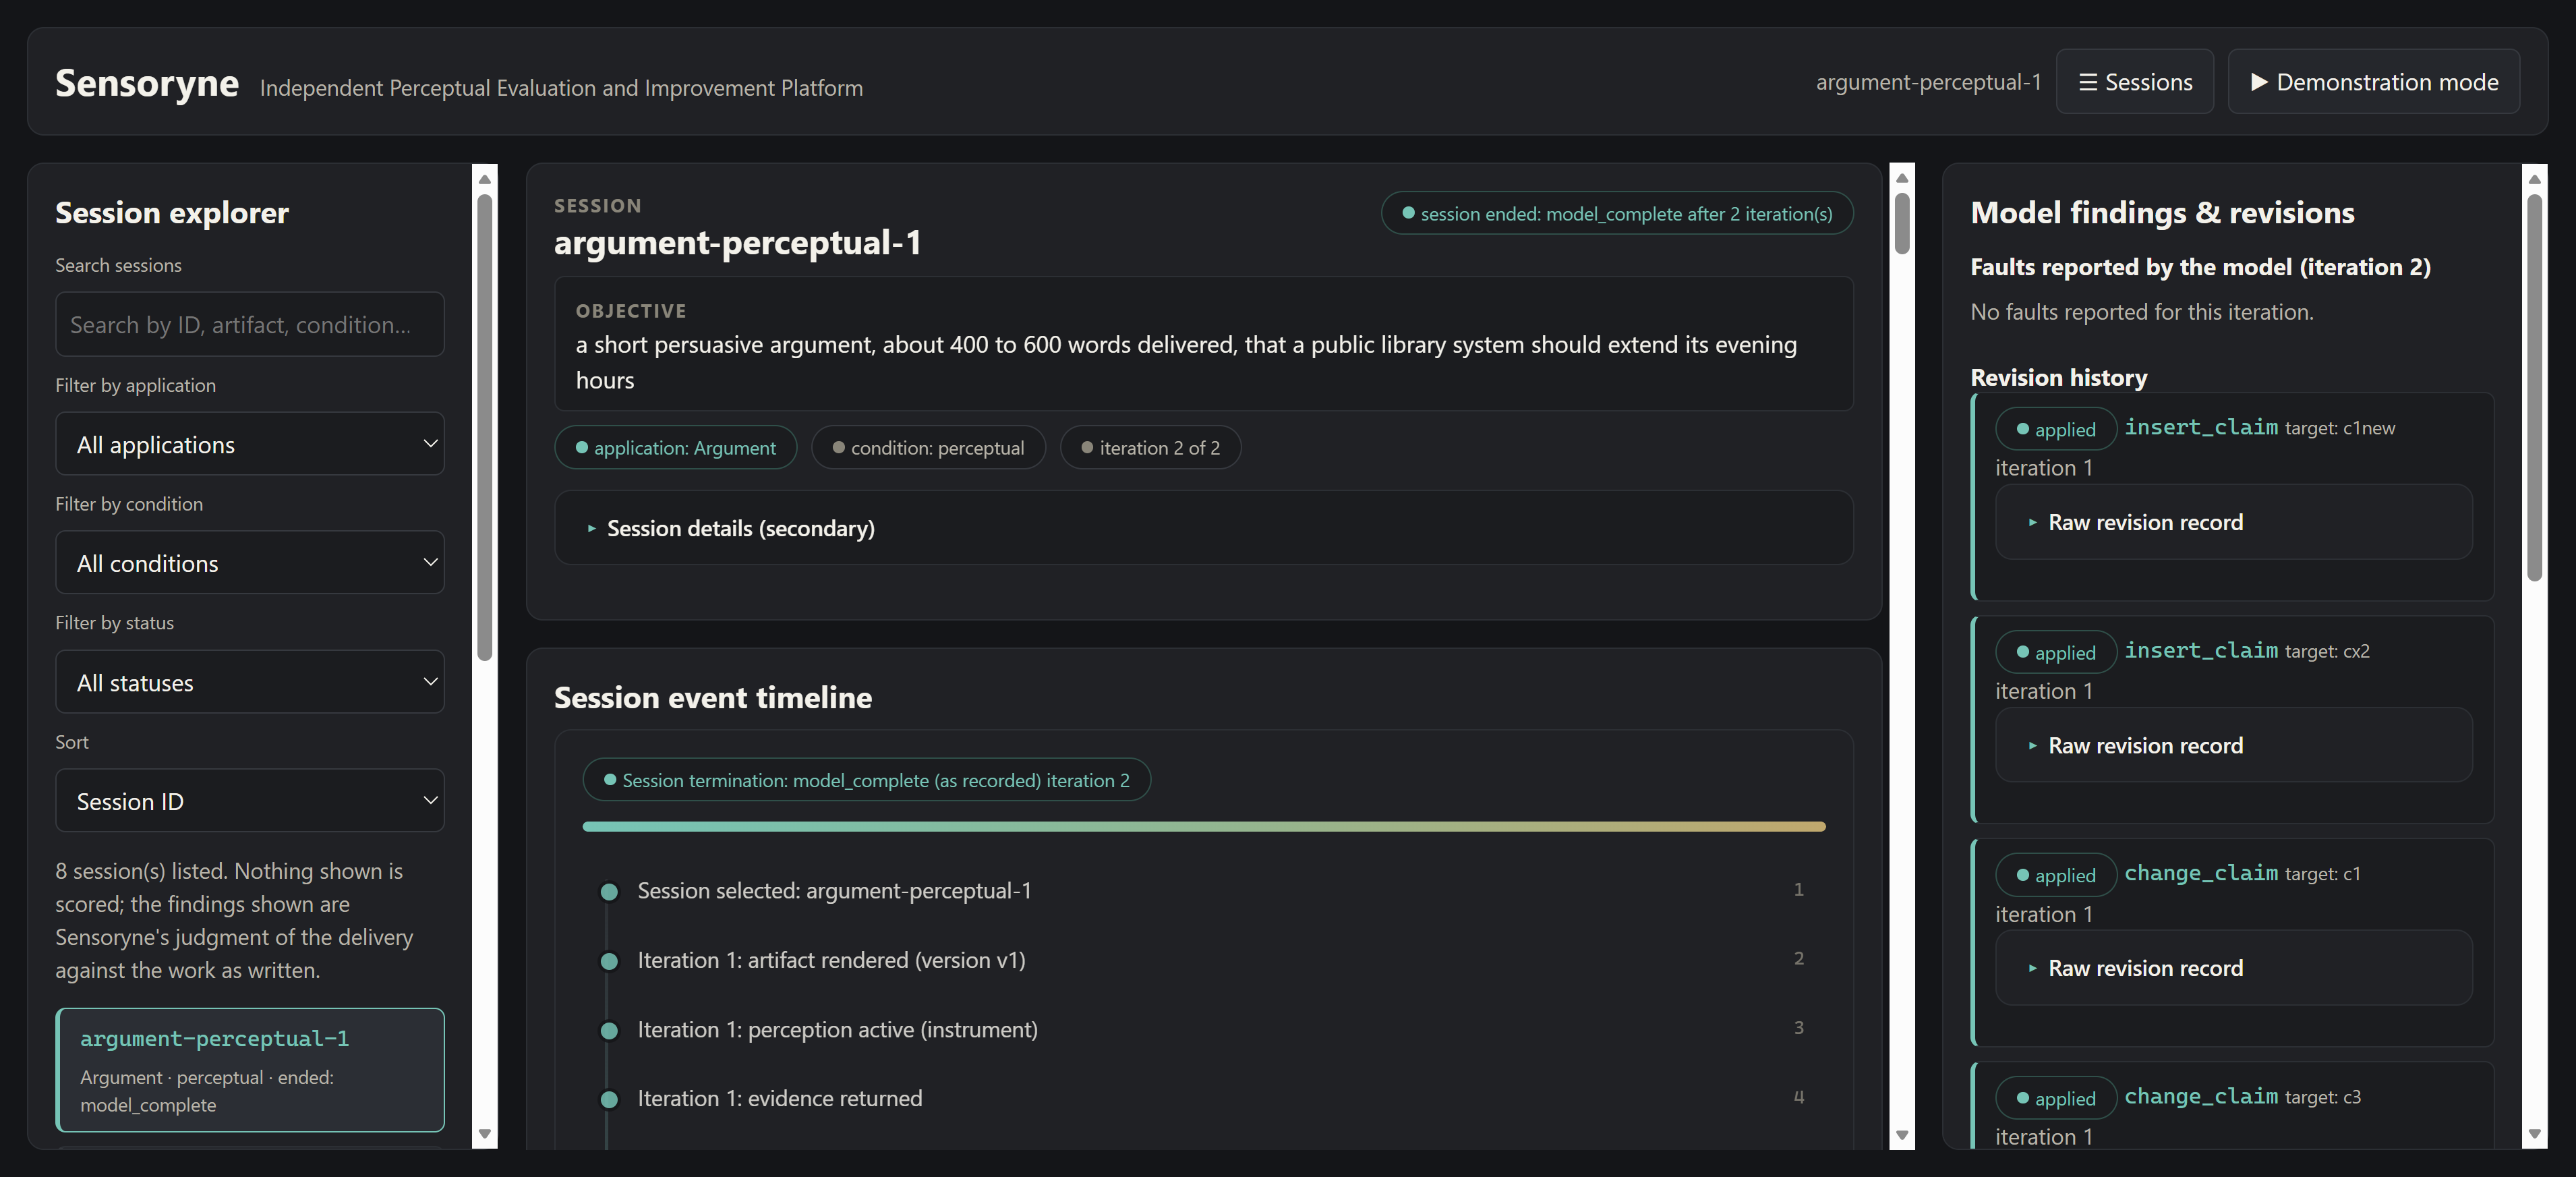 Sensoryne Independent Perceptual Evaluation and Improvement Platform
argument-perceptual-1
☰ Sessions
▶ Demonstration mode
Session explorer
Search sessions
Search by ID, artifact, condition...
Filter by application
All applications
Filter by condition
All conditions
Filter by status
All statuses
Sort
Session ID
8 session(s) listed. Nothing shown is
scored; the findings shown are
Sensoryne's judgment of the delivery
against the work as written.
argument-perceptual-1
Argument · perceptual · ended:
model_complete
SESSION
argument-perceptual-1
session ended: model_complete after 2 iteration(s)
OBJECTIVE
a short persuasive argument, about 400 to 600 words delivered, that a public library system should extend its evening
hours
application: Argument
condition: perceptual
iteration 2 of 2
Session details (secondary)
Session event timeline
Session termination: model_complete (as recorded) iteration 2
Session selected: argument-perceptual-1 1
Iteration 1: artifact rendered (version v1) 2
Iteration 1: perception active (instrument) 3
Iteration 1: evidence returned 4
Model findings & revisions
Faults reported by the model (iteration 2)
No faults reported for this iteration.
Revision history
applied insert_claim target: c1new
iteration 1
Raw revision record
applied insert_claim target: cx2
iteration 1
Raw revision record
applied change_claim target: c1
iteration 1
Raw revision record
applied change_claim target: c3
iteration 1